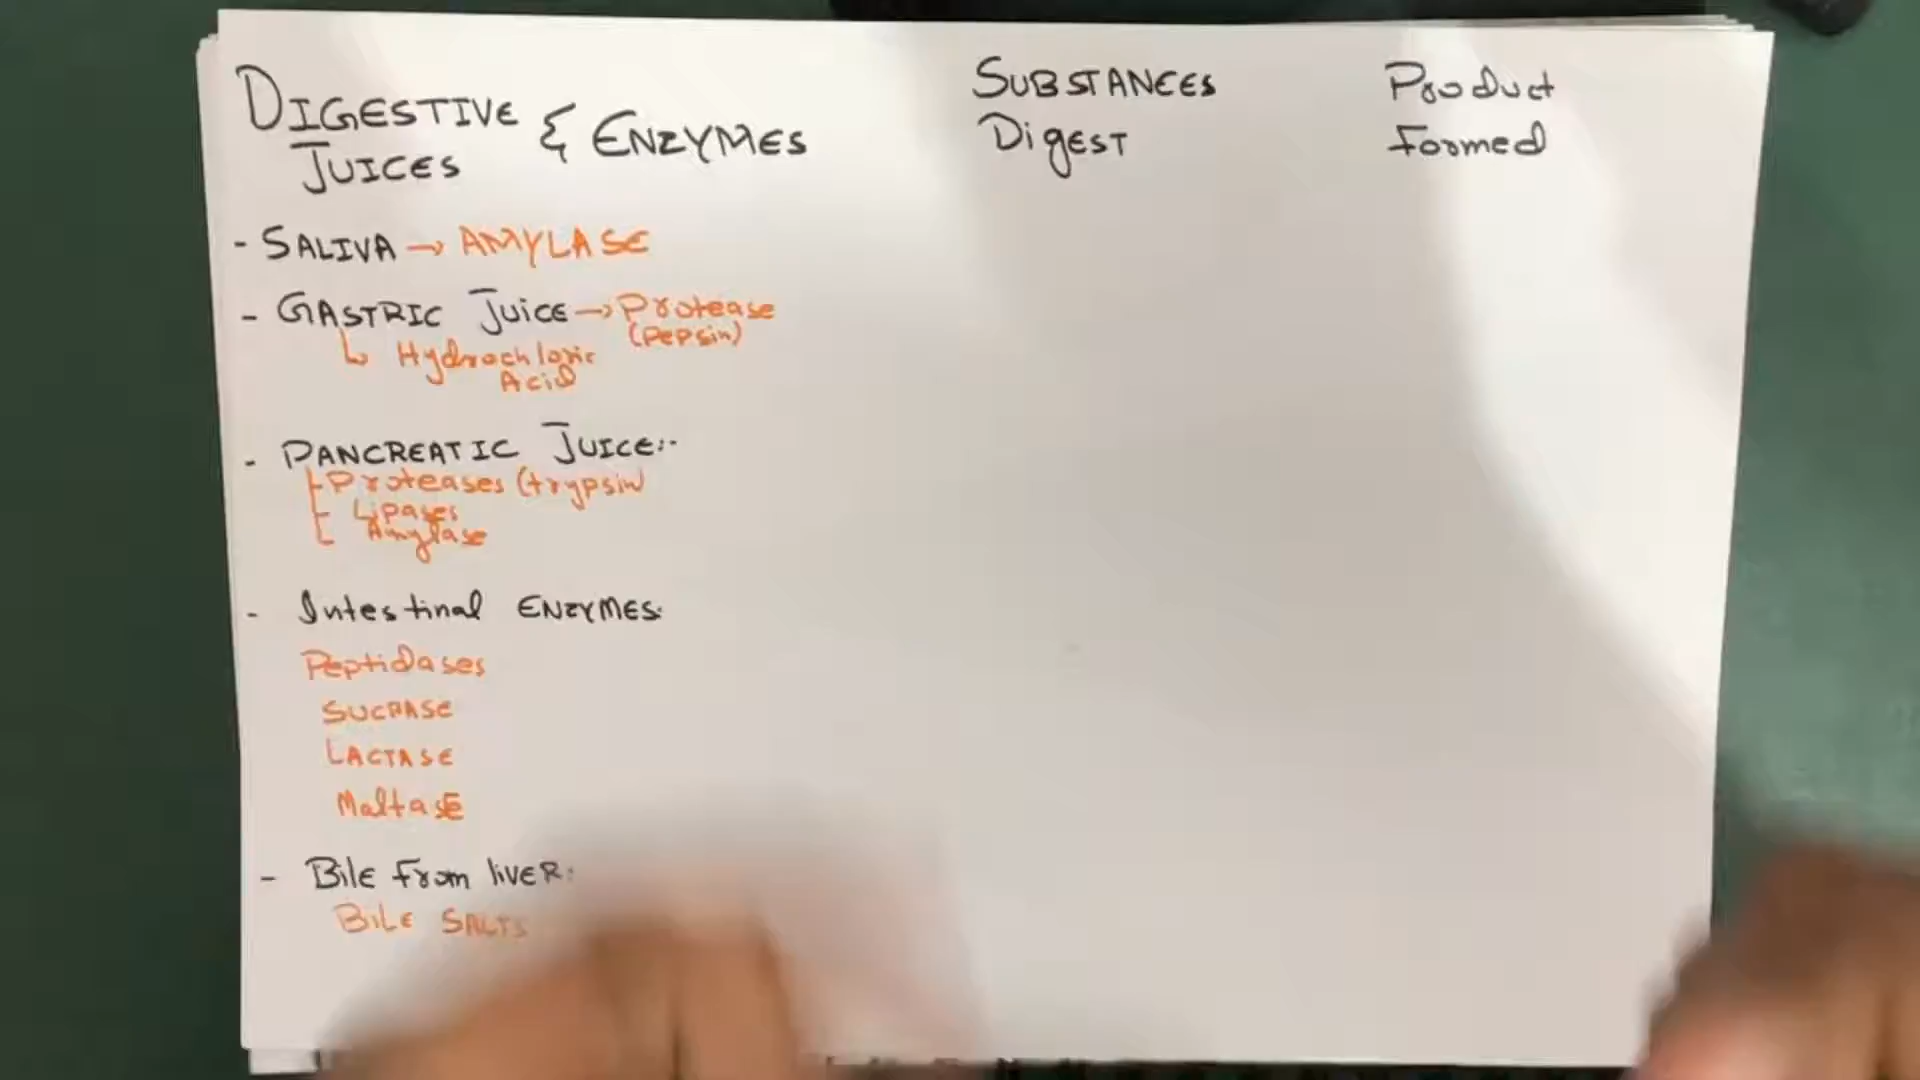 DIGESTIVE JUICES & ENZYMES
SUBSTANCES DigEST
Product Formed
- SALIVA → AMYLASE
- GASTRIC JuicE → Protease (Pepsin)
↳ Hydrochloric Acid
- PANCREATIC JUICE:-
Proteases (trypsin)
Lipases
Amylase
- Intestinal ENZYMES:
Peptidases
SUCRASE
LACTASE
MaltasE
- BilE From livER:
BiLE SALTS